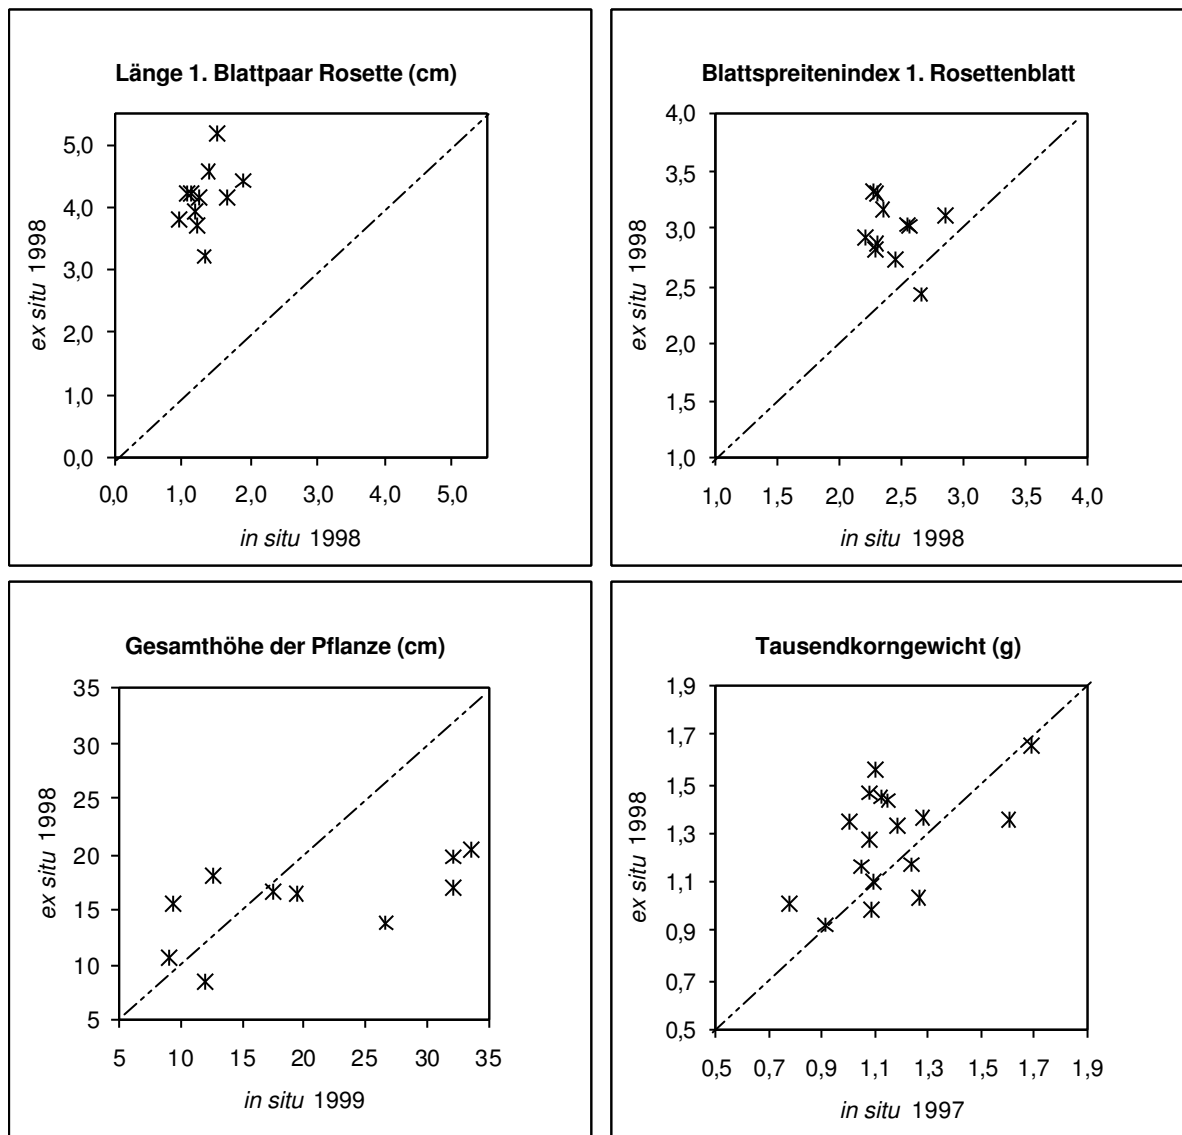 Länge 1. Blattpaar Rosette (cm)
5,0
4,0
3,0
2,0
1,0
0,0
ex situ 1998
0,0 1,0 2,0 3,0 4,0 5,0
in situ 1998
Blattspreitenindex 1. Rosettenblatt
4,0
3,5
3,0
2,5
2,0
1,5
1,0
ex situ 1998
1,0 1,5 2,0 2,5 3,0 3,5 4,0
in situ 1998
Gesamthöhe der Pflanze (cm)
35
30
25
20
15
10
5
ex situ 1998
5 10 15 20 25 30 35
in situ 1999
Tausendkorngewicht (g)
1,9
1,7
1,5
1,3
1,1
0,9
0,7
0,5
ex situ 1998
0,5 0,7 0,9 1,1 1,3 1,5 1,7 1,9
in situ 1997